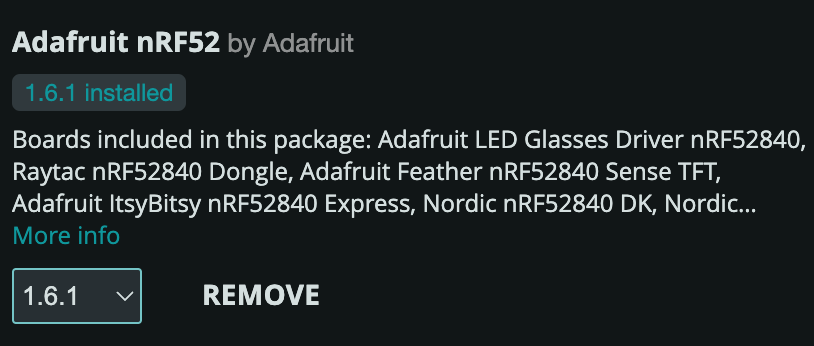 Adafruit nRF52 by Adafruit
1.6.1 installed
Boards included in this package: Adafruit LED Glasses Driver nRF52840,
Raytac nRF52840 Dongle, Adafruit Feather nRF52840 Sense TFT,
Adafruit ItsyBitsy nRF52840 Express, Nordic nRF52840 DK, Nordic...
More info
1.6.1 REMOVE